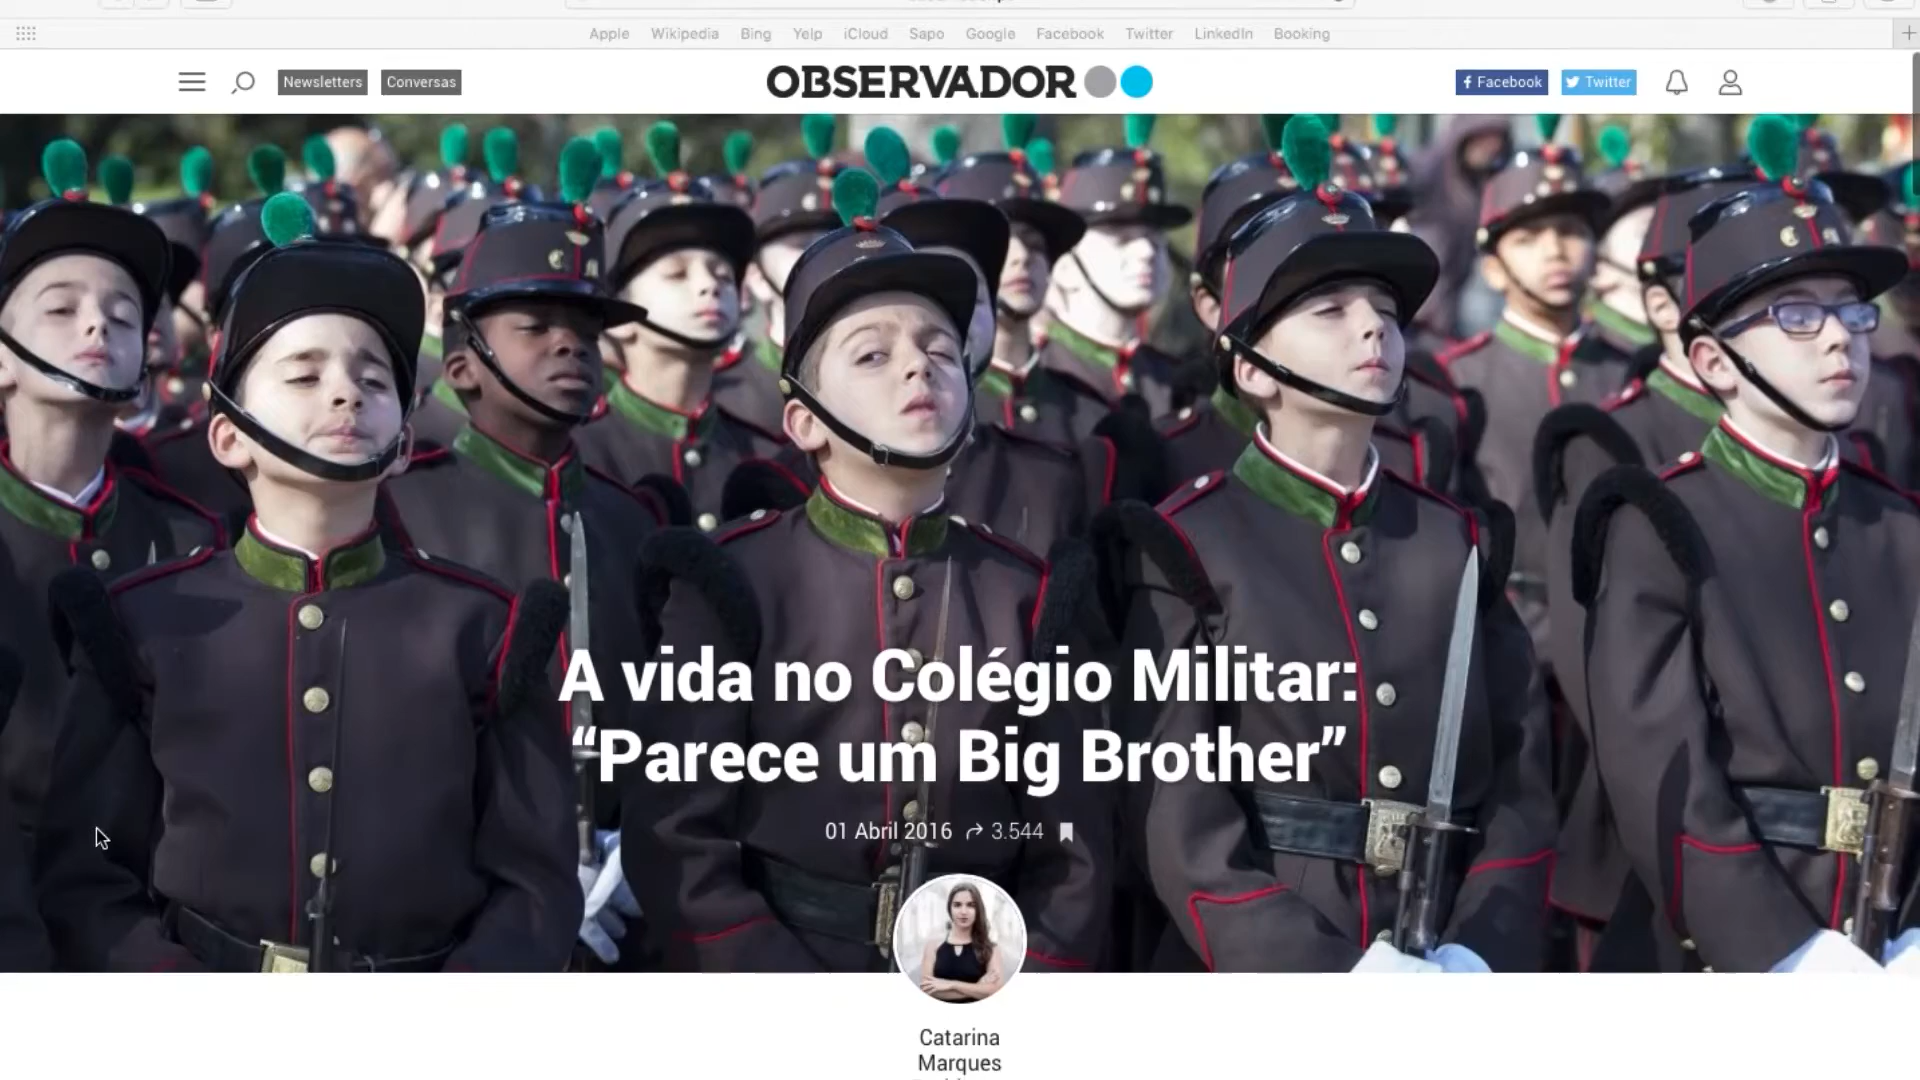 Apple Wikipedia Bing Yelp iCloud Sapo Google Facebook Twitter LinkedIn Booking
Newsletters Conversas OBSERVADOR Facebook Twitter
A vida no Colégio Militar:
“Parece um Big Brother”
01 Abril 2016 3.544
Catarina
Marques